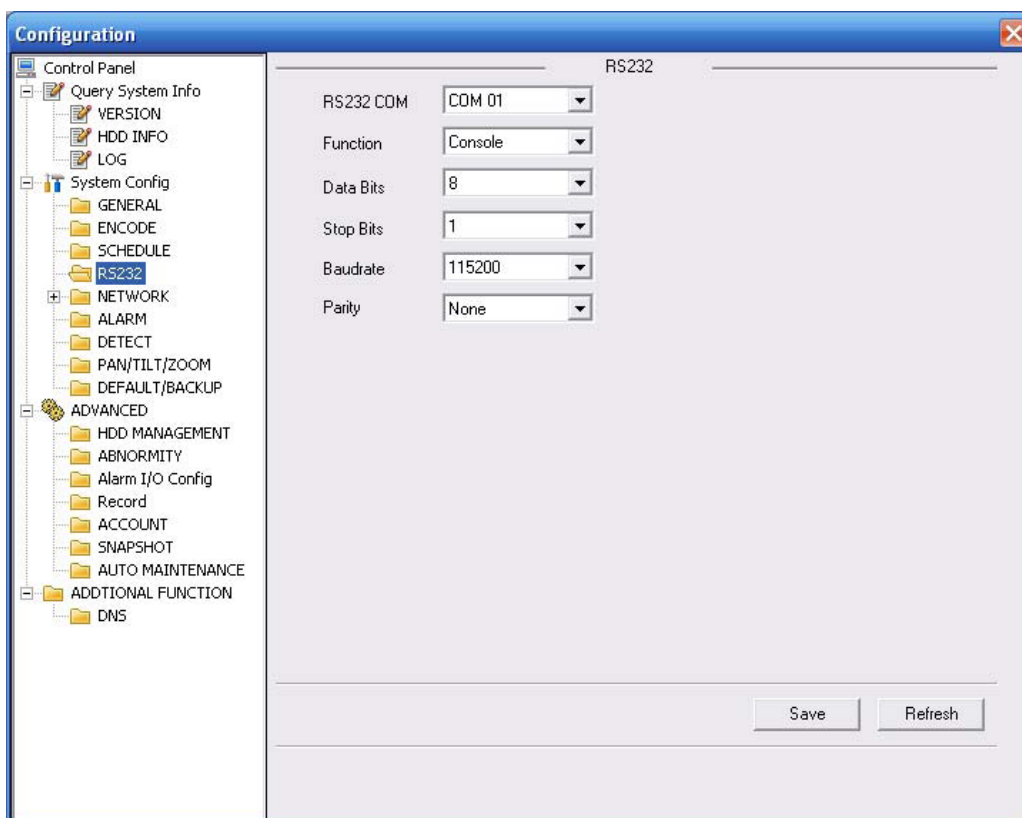 Configuration
Control Panel
Query System Info
VERSION
HDD INFO
LOG
System Config
GENERAL
ENCODE
SCHEDULE
RS232
NETWORK
ALARM
DETECT
PAN/TILT/ZOOM
DEFAULT/BACKUP
ADVANCED
HDD MANAGEMENT
ABNORMITY
Alarm I/O Config
Record
ACCOUNT
SNAPSHOT
AUTO MAINTENANCE
ADDTIONAL FUNCTION
DNS
RS232
RS232 COM COM 01
Function Console
Data Bits 8
Stop Bits 1
Baudrate 115200
Parity None
Save Refresh